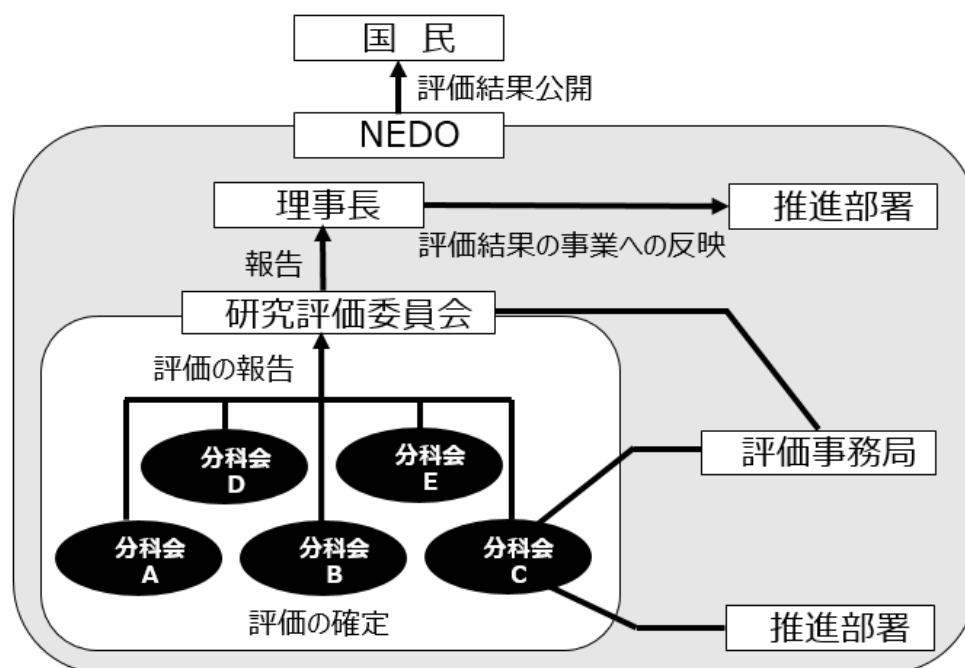 国 民
評価結果公開
NEDO
理事長
推進部署
評価結果の事業への反映
報告
研究評価委員会
評価の報告
分科会
D
分科会
E
評価事務局
分科会
A
分科会
B
分科会
C
評価の確定
推進部署